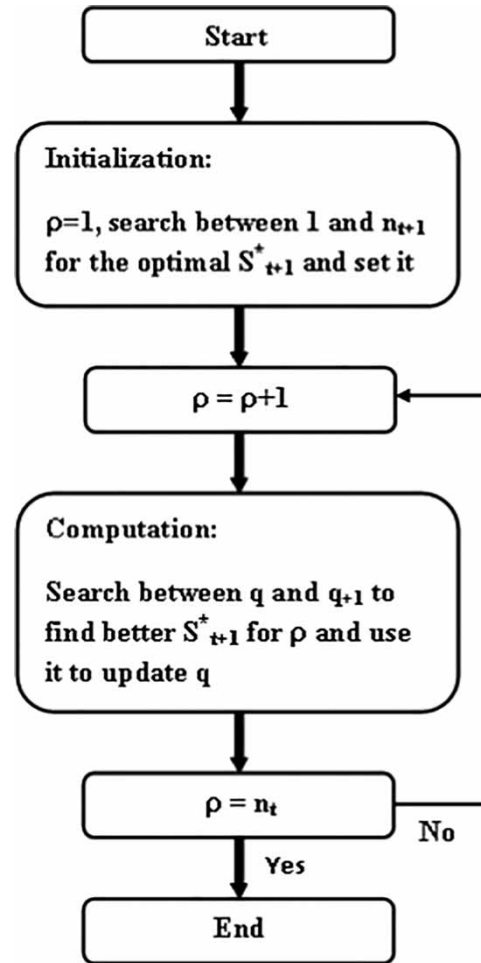 Start
Initialization:
ρ=1, search between 1 and nt+1
for the optimal S*t+1 and set it
ρ = ρ+1
Computation:
Search between q and q+1 to
find better S*t+1 for ρ and use
it to update q
ρ = nt
No
Yes
End